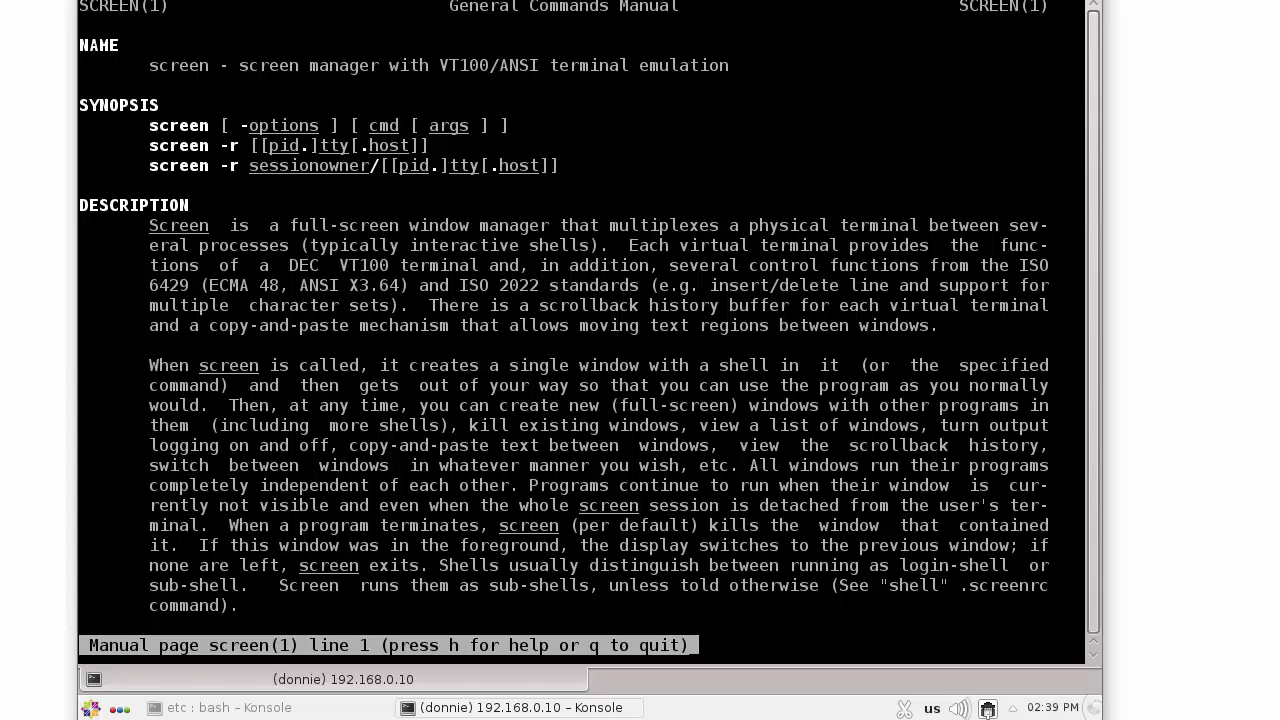 SCREEN(1) General Commands Manual SCREEN(1)
NAME
screen - screen manager with VT100/ANSI terminal emulation
SYNOPSIS
screen [ -options ] [ cmd [ args ] ]
screen -r [[pid.]tty[.host]]
screen -r sessionowner/[[pid.]tty[.host]]
DESCRIPTION
Screen is a full-screen window manager that multiplexes a physical terminal between sev-
eral processes (typically interactive shells). Each virtual terminal provides the func-
tions of a DEC VT100 terminal and, in addition, several control functions from the ISO
6429 (ECMA 48, ANSI X3.64) and ISO 2022 standards (e.g. insert/delete line and support for
multiple character sets). There is a scrollback history buffer for each virtual terminal
and a copy-and-paste mechanism that allows moving text regions between windows.
When screen is called, it creates a single window with a shell in it (or the specified
command) and then gets out of your way so that you can use the program as you normally
would. Then, at any time, you can create new (full-screen) windows with other programs in
them (including more shells), kill existing windows, view a list of windows, turn output
logging on and off, copy-and-paste text between windows, view the scrollback history,
switch between windows in whatever manner you wish, etc. All windows run their programs
completely independent of each other. Programs continue to run when their window is cur-
rently not visible and even when the whole screen session is detached from the user's ter-
minal. When a program terminates, screen (per default) kills the window that contained
it. If this window was in the foreground, the display switches to the previous window; if
none are left, screen exits. Shells usually distinguish between running as login-shell or
sub-shell. Screen runs them as sub-shells, unless told otherwise (See "shell" .screenrc
command).
Manual page screen(1) line 1 (press h for help or q to quit)
(donnie) 192.168.0.10
etc : bash – Konsole (donnie) 192.168.0.10 – Konsole us 02:39 PM